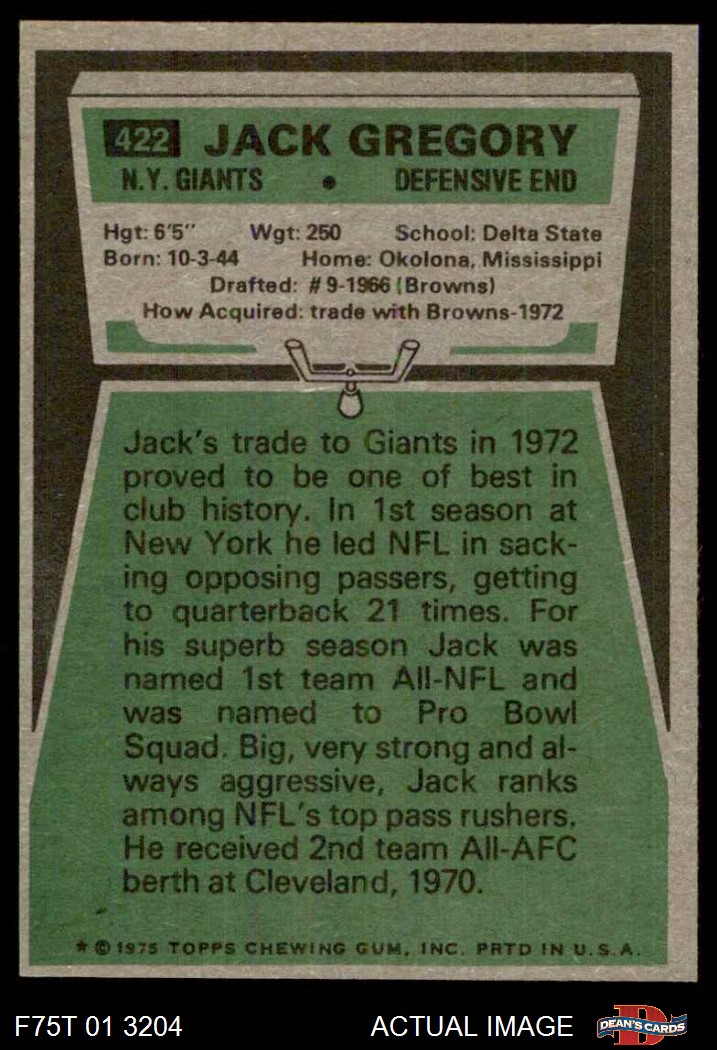 422 JACK GREGORY
N.Y. GIANTS • DEFENSIVE END
Hgt: 6'5" Wgt: 250 School: Delta State
Born: 10-3-44 Home: Okolona, Mississippi
Drafted: #9-1966 (Browns)
How Acquired: trade with Browns-1972
Jack's trade to Giants in 1972
proved to be one of best in
club history. In 1st season at
New York he led NFL in sack-
ing opposing passers, getting
to quarterback 21 times. For
his superb season Jack was
named 1st team All-NFL and
was named to Pro Bowl
Squad. Big, very strong and al-
ways aggressive, Jack ranks
among NFL's top pass rushers.
He received 2nd team All-AFC
berth at Cleveland, 1970.
* © 1975 TOPPS CHEWING GUM, INC. PRTD IN U.S.A.
F75T 01 3204 ACTUAL IMAGE D DEAN'S CARDS